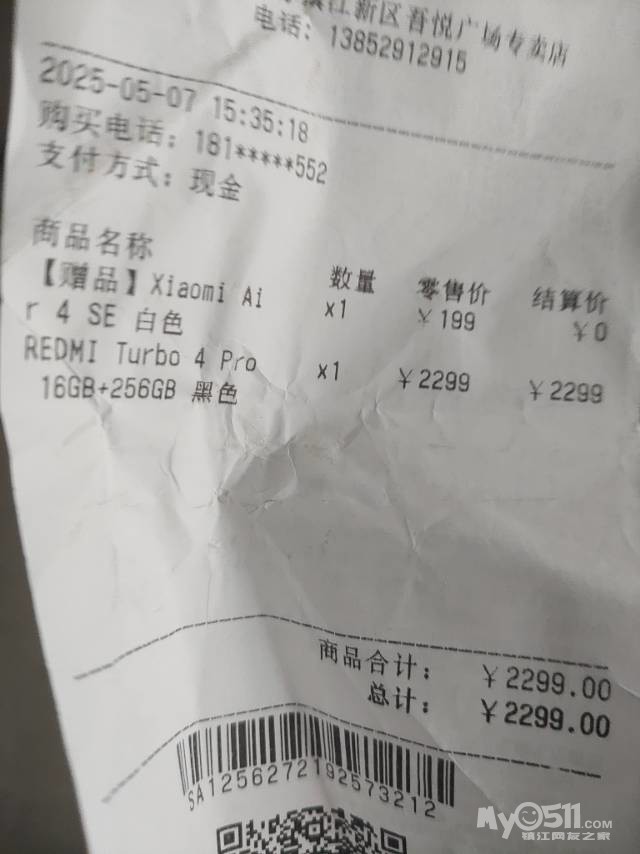 镇江新区吾悦广场专卖店
电话：13852912915
2025-05-07 15:35:18
购买电话：181*****552
支付方式：现金
商品名称 数量 零售价 结算价
【赠品】Xiaomi Ai x1 ￥199 ￥0
r 4 SE 白色
REDMI Turbo 4 Pro x1 ￥2299 ￥2299
16GB+256GB 黑色
商品合计： ￥2299.00
总计： ￥2299.00
SA12562721925732​12
My0511.com
镇江网友之家